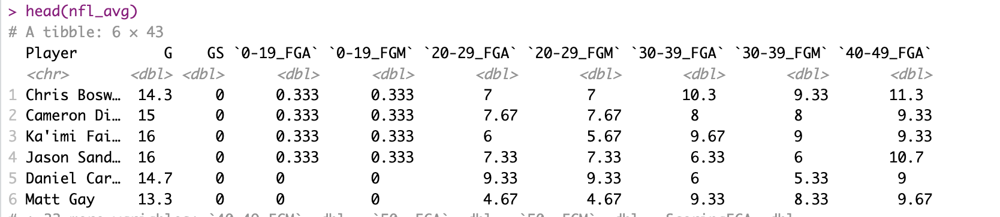 > head(nfl_avg)
# A tibble: 6 × 43
Player G GS `0-19_FGA` `0-19_FGM` `20-29_FGA` `20-29_FGM` `30-39_FGA` `30-39_FGM` `40-49_FGA`
<chr> <dbl> <dbl> <dbl> <dbl> <dbl> <dbl> <dbl> <dbl> <dbl>
1 Chris Bosw… 14.3 0 0.333 0.333 7 7 10.3 9.33 11.3
2 Cameron Di… 15 0 0.333 0.333 7.67 7.67 8 8 9.33
3 Ka'imi Fai… 16 0 0.333 0.333 6 5.67 9.67 9 9.33
4 Jason Sand… 16 0 0.333 0.333 7.33 7.33 6.33 6 10.7
5 Daniel Car… 14.7 0 0 0 9.33 9.33 6 5.33 9
6 Matt Gay 13.3 0 0 0 4.67 4.67 9.33 8.33 9.67